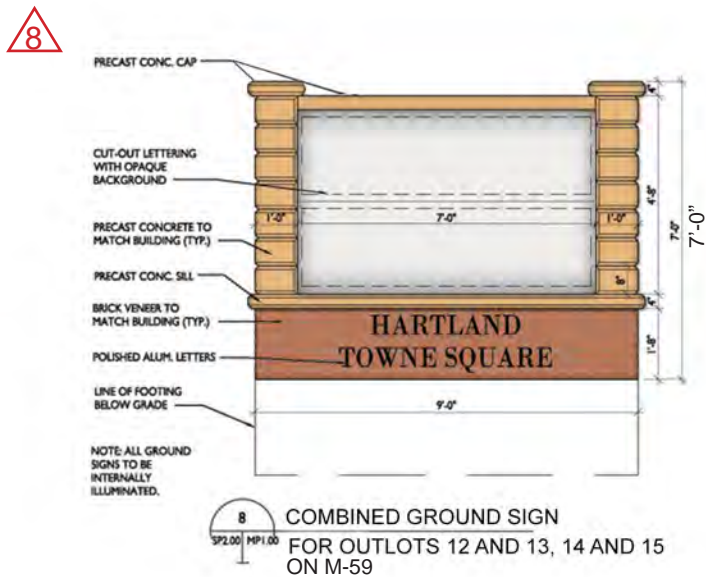 8
PRECAST CONC. CAP
CUT-OUT LETTERING
WITH OPAQUE
BACKGROUND
PRECAST CONCRETE TO
MATCH BUILDING (TYP.)
PRECAST CONC. SILL
BRICK VENEER TO
MATCH BUILDING (TYP.)
POLISHED ALUM. LETTERS
LINE OF FOOTING
BELOW GRADE
NOTE: ALL GROUND
SIGNS TO BE
INTERNALLY
ILLUMINATED.
1'-0"
7'-0"
1'-0"
8"
4"
4'-8"
4"
1'-8"
7'-0"
7'-0"
HARTLAND
TOWNE SQUARE
9'-0"
8
SP2.00 MP1.00
COMBINED GROUND SIGN
FOR OUTLOTS 12 AND 13, 14 AND 15
ON M-59